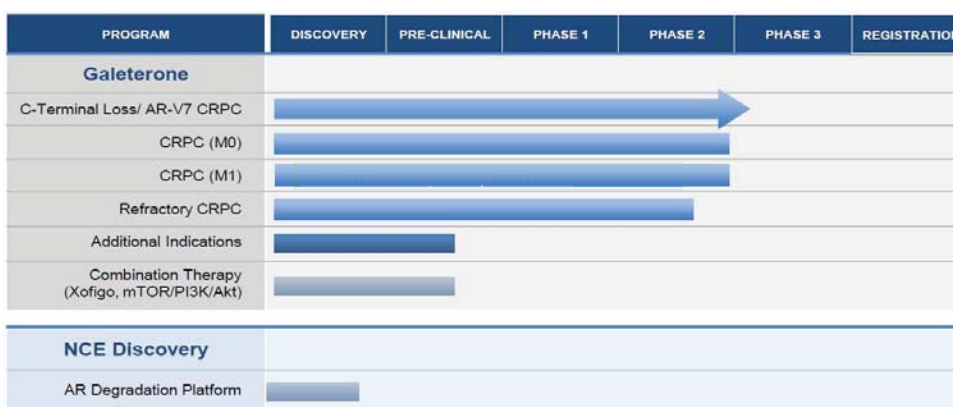 PROGRAM
DISCOVERY
PRE-CLINICAL
PHASE 1
PHASE 2
PHASE 3
REGISTRATION
Galeterone
C-Terminal Loss/ AR-V7 CRPC
CRPC (M0)
CRPC (M1)
Refractory CRPC
Additional Indications
Combination Therapy
(Xofigo, mTOR/PI3K/Akt)
NCE Discovery
AR Degradation Platform